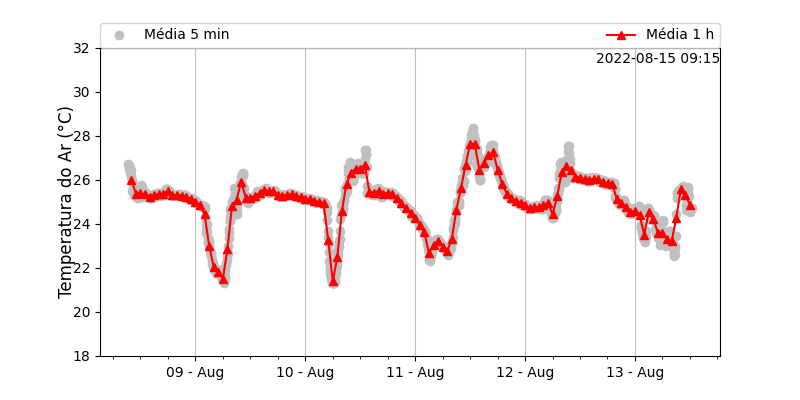 Média 5 min
Média 1 h
2022-08-15 09:15
Temperatura do Ar (°C)
32
30
28
26
24
22
20
18
09 - Aug
10 - Aug
11 - Aug
12 - Aug
13 - Aug